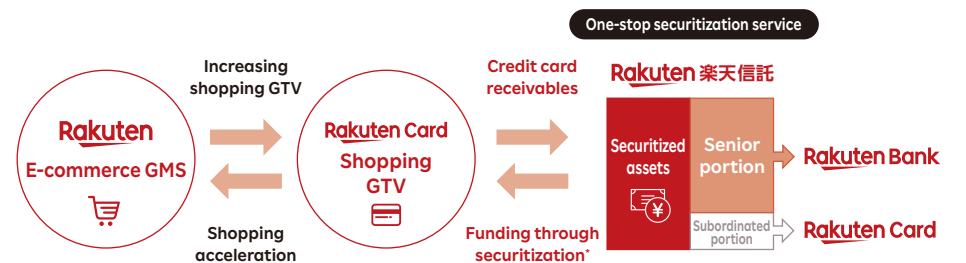 One-stop securitization service
Increasing
shopping GTV
Credit card
receivables
Rakuten 楽天信託
Rakuten
E-commerce GMS
Rakuten Card
Shopping
GTV
Securitized
assets
¥
Senior
portion
Rakuten Bank
Shopping
acceleration
Funding through
securitization*
Subordinated
portion
Rakuten Card